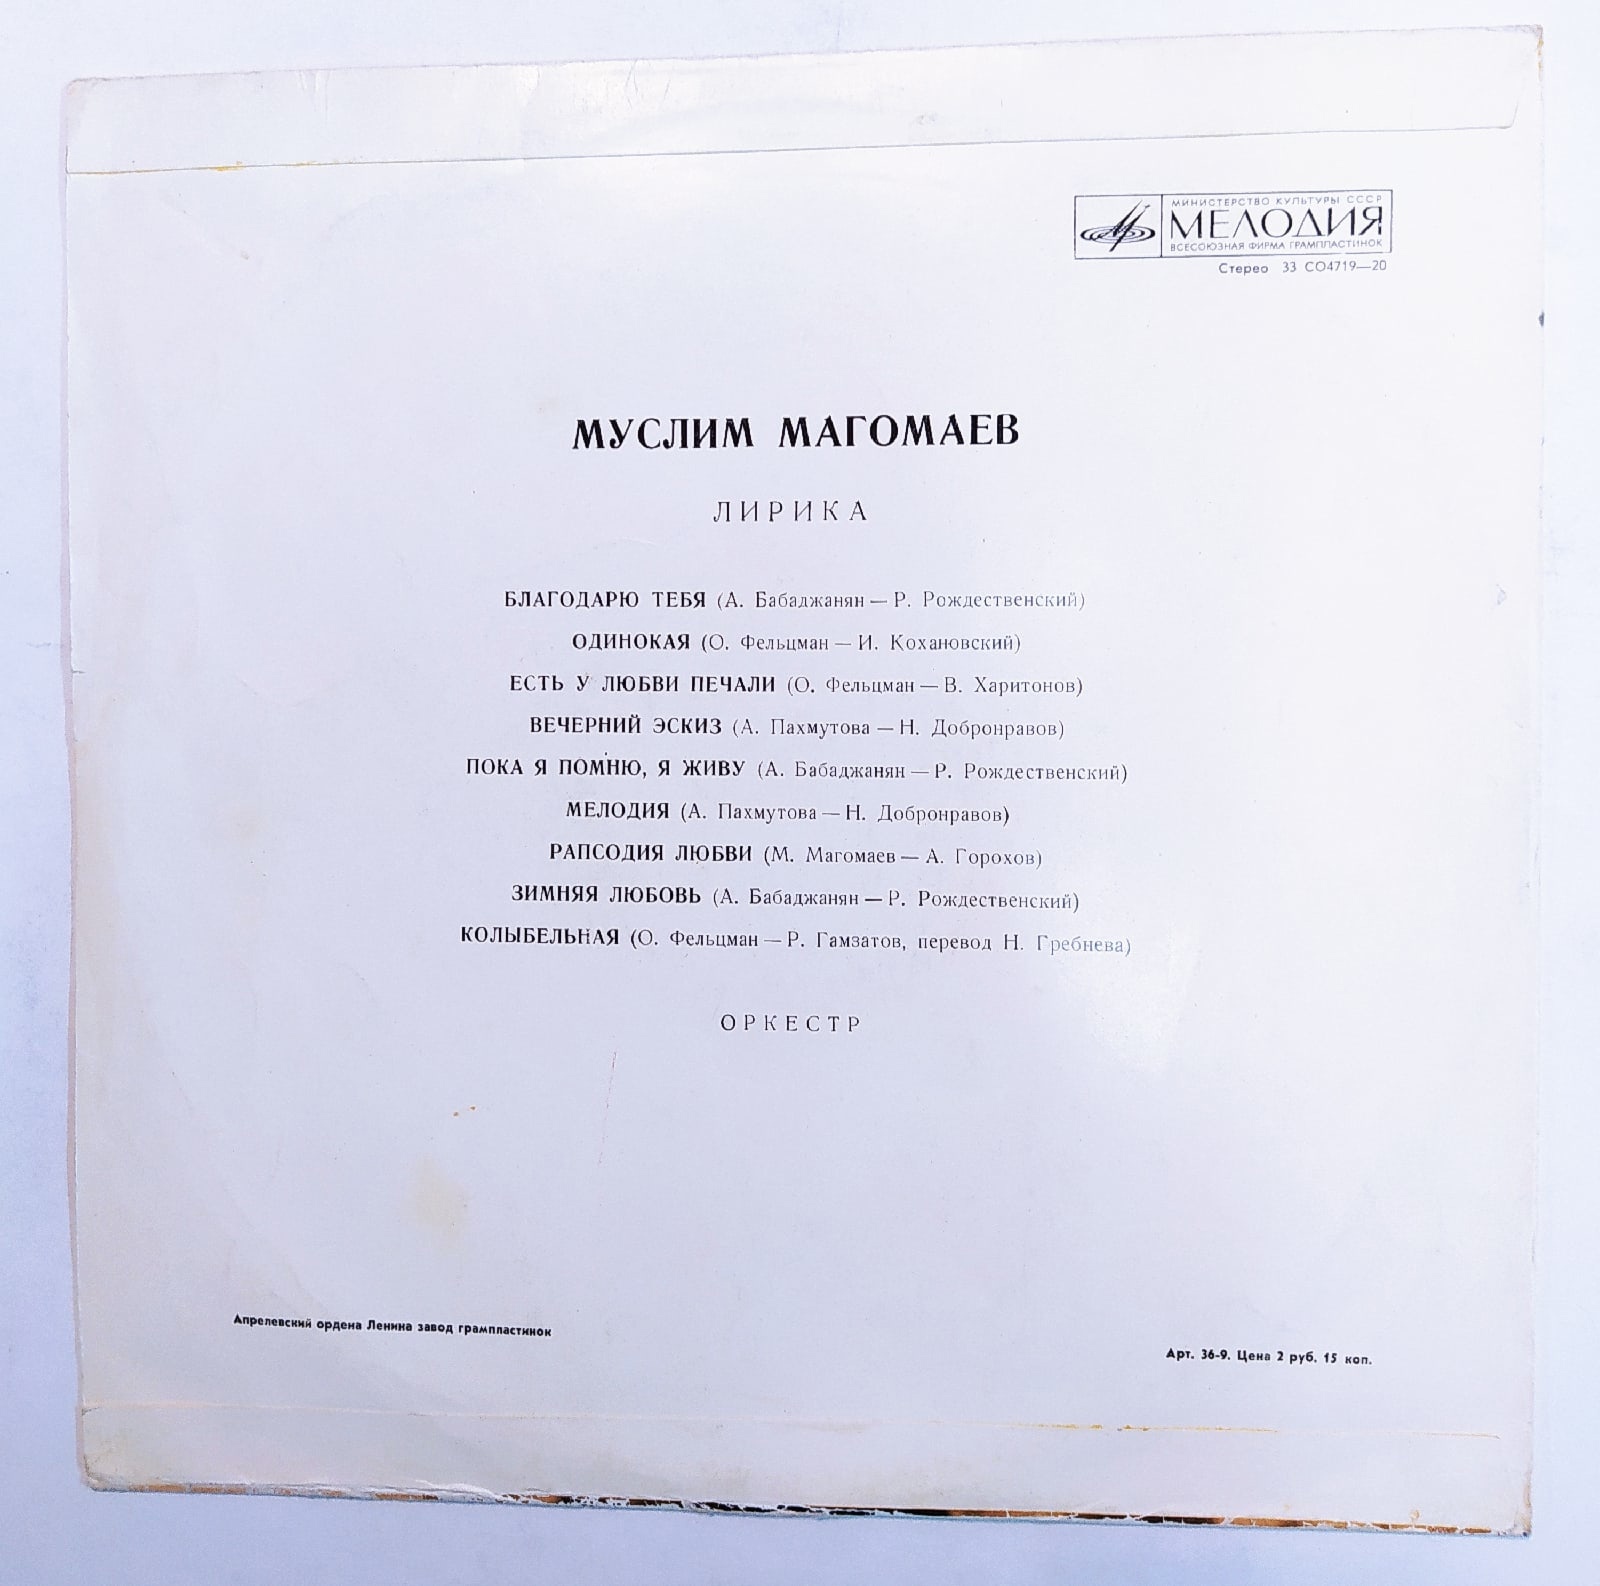 МИНИСТЕРСТВО КУЛЬТУРЫ СССР
МЕЛОДИЯ
ВСЕСОЮЗНАЯ ФИРМА ГРАМПЛАСТИНОК
Стерео 33 СО4719—20
МУСЛИМ МАГОМАЕВ
ЛИРИКА
БЛАГОДАРЮ ТЕБЯ (А. Бабаджанян — Р. Рождественский)
ОДИНОКАЯ (О. Фельцман — И. Кохановский)
ЕСТЬ У ЛЮБВИ ПЕЧАЛИ (О. Фельцман — В. Харитонов)
ВЕЧЕРНИЙ ЭСКИЗ (А. Пахмутова — Н. Добронравов)
ПОКА Я ПОМНЮ, Я ЖИВУ (А. Бабаджанян — Р. Рождественский)
МЕЛОДИЯ (А. Пахмутова — Н. Добронравов)
РАПСОДИЯ ЛЮБВИ (М. Магомаев — А. Горохов)
ЗИМНЯЯ ЛЮБОВЬ (А. Бабаджанян — Р. Рождественский)
КОЛЫБЕЛЬНАЯ (О. Фельцман — Р. Гамзатов, перевод Н. Гребнева)
ОРКЕСТР
Апрелевский ордена Ленина завод грампластинок
Арт. 36-9. Цена 2 руб. 15 коп.